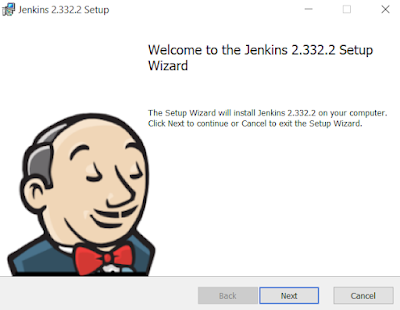 Jenkins 2.332.2 Setup
Welcome to the Jenkins 2.332.2 Setup
Wizard
The Setup Wizard will install Jenkins 2.332.2 on your computer.
Click Next to continue or Cancel to exit the Setup Wizard.
Back
Next
Cancel